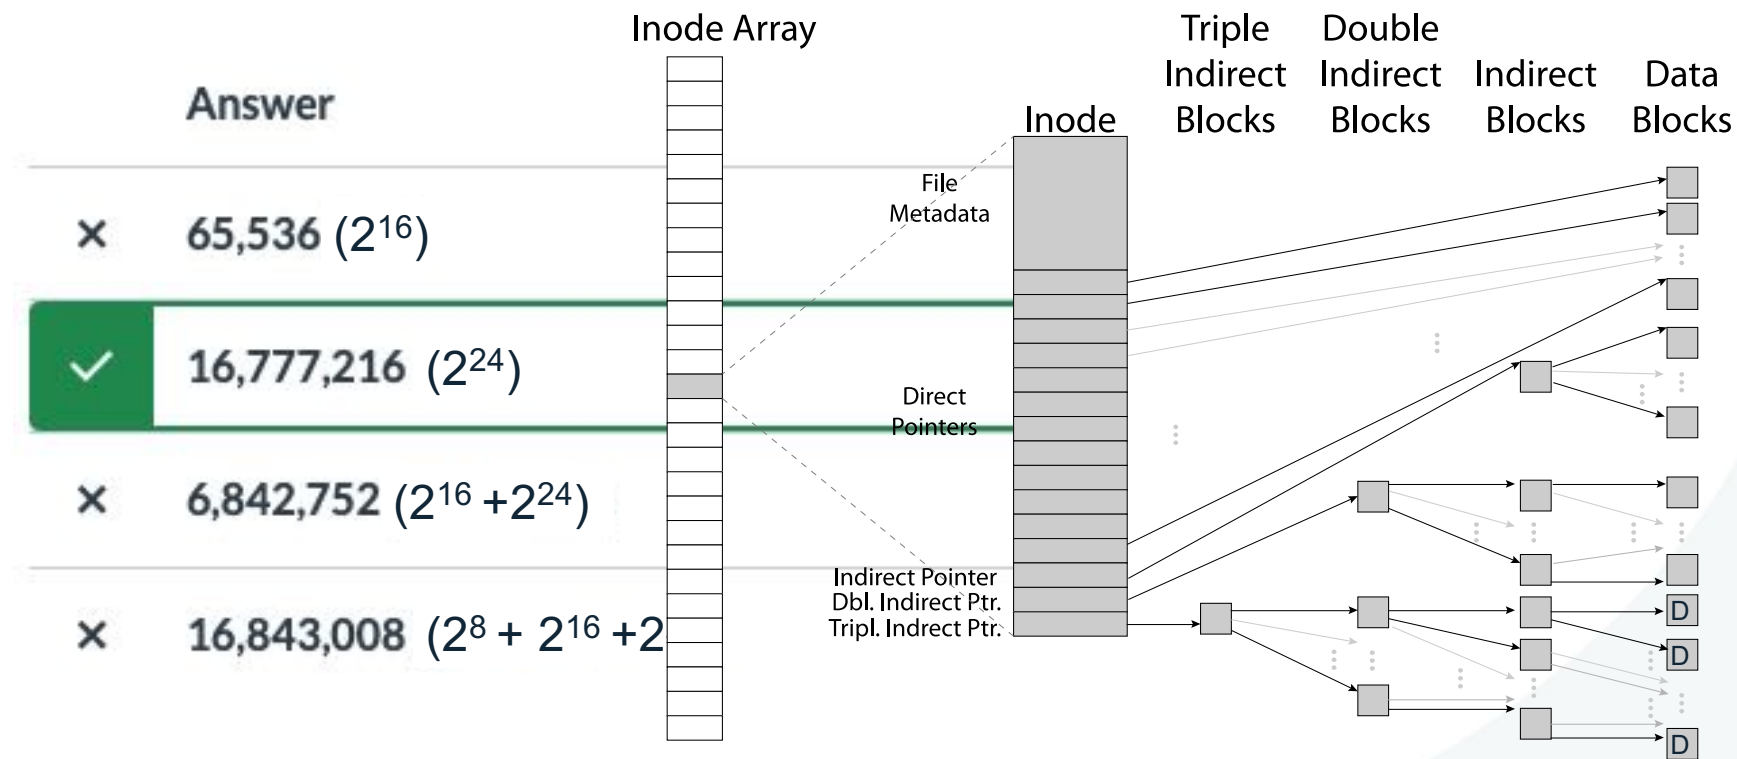 Answer
✕ 65,536 (2¹⁶)
✓ 16,777,216 (2²⁴)
✕ 6,842,752 (2¹⁶ +2²⁴)
✕ 16,843,008 (2⁸ + 2¹⁶ +2
Inode Array
Inode
Triple
Indirect
Blocks
Double
Indirect
Blocks
Indirect
Blocks
Data
Blocks
File
Metadata
Direct
Pointers
Indirect Pointer
Dbl. Indirect Ptr.
Tripl. Indirect Ptr.
D
D
D